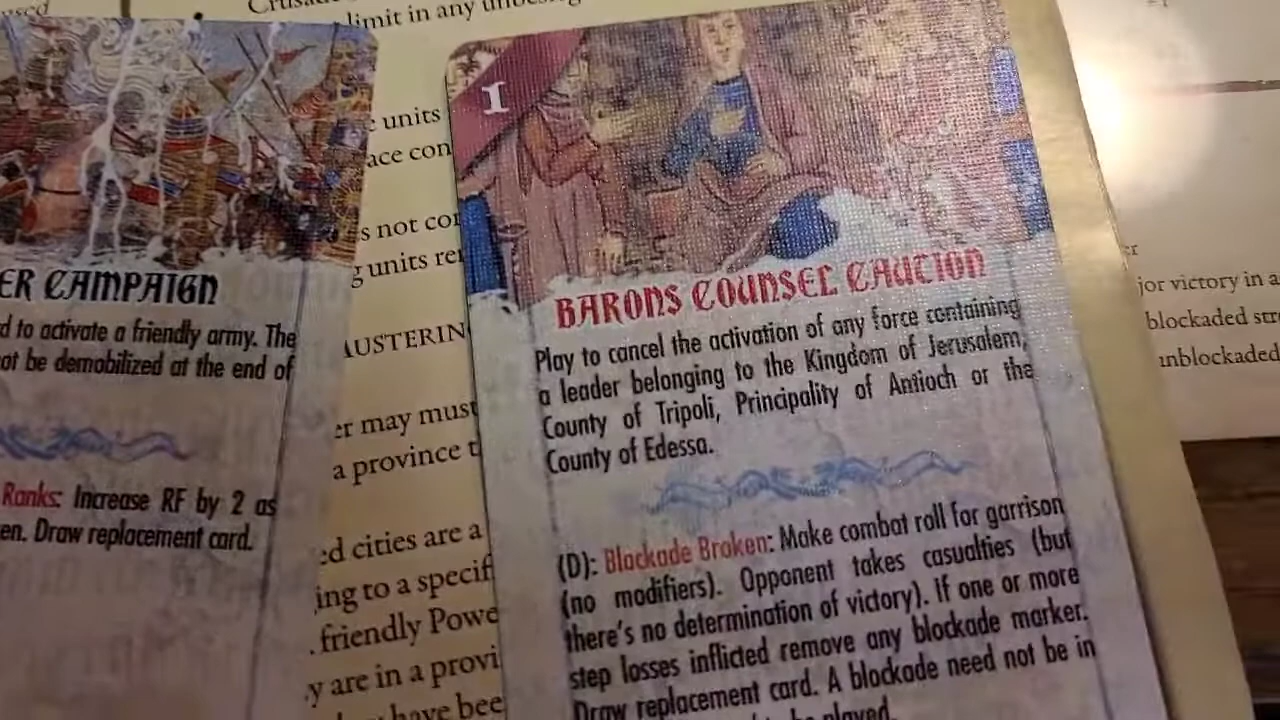 limit in any
ER CAMPAIGN
d to activate a friendly army. The
ot be demobilized at the end of
Ranks: Increase RF by 2 as
en. Draw replacement card.
units
ace con
s not
units
AUSTERIN
er may must
a province
ed cities are a
ing to a specif
friendly Powe
y are in a provi
have bee
1
BARONS COUNSEL CAUTION
Play to cancel the activation of any force containing
a leader belonging to the Kingdom of Jerusalem,
County of Tripoli, Principality of Antioch or the
County of Edessa.
(D): Blockade Broken: Make combat roll for garrison
(no modifiers). Opponent takes casualties (but
there's no determination of victory). If one or more
step losses inflicted remove any blockade marker.
Draw replacement card. A blockade need not be in
be played.
jor victory in a
blockaded
unblockaded